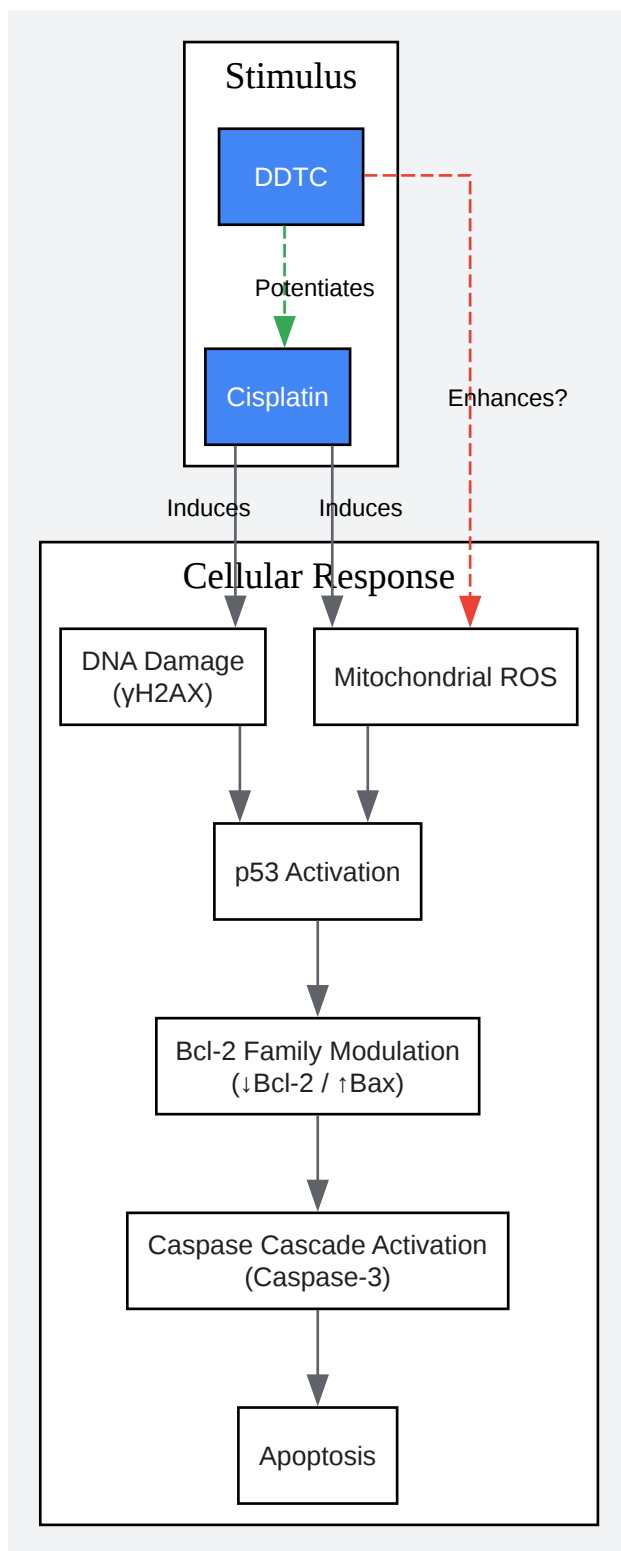 Stimulus
DDTC
Potentiates
Cisplatin
Enhances?
Induces
Induces
Cellular Response
DNA Damage
(γH2AX)
Mitochondrial ROS
p53 Activation
Bcl-2 Family Modulation
(↓Bcl-2 / ↑Bax)
Caspase Cascade Activation
(Caspase-3)
Apoptosis